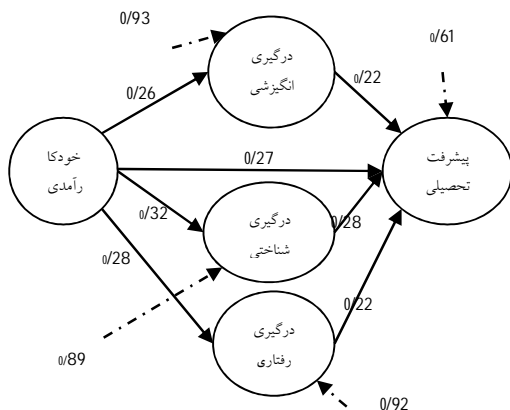 0/93
0/61
درگیری
انگیزشی
0/26
0/22
خودکا
رآمدی
0/27
پیشرفت
تحصیلی
0/32
درگیری
شناختی
0/28
0/28
0/22
درگیری
رفتاری
0/89
0/92